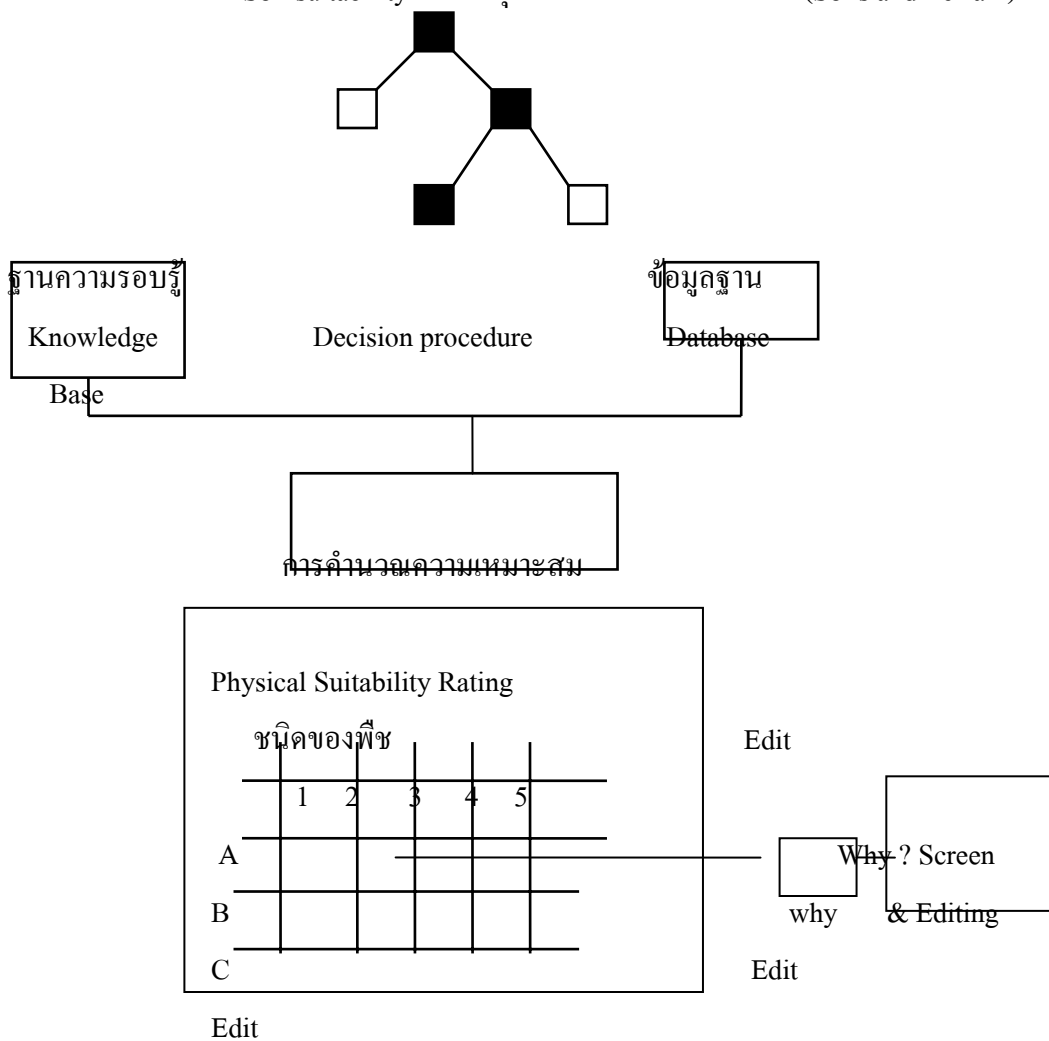 ฐานความรอบรู้ ข้อมูลฐาน
Knowledge Decision procedure Database
Base
การคำนวณความเหมาะสม
Physical Suitability Rating
ชนิดของพืช Edit
1 2 3 4 5
A Why ? Screen
B why & Editing
C Edit
Edit